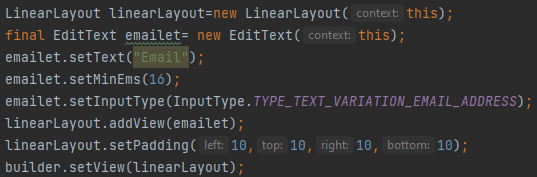 LinearLayout linearLayout=new LinearLayout( context: this);
final EditText emailet= new EditText( context: this);
emailet.setText("Email");
emailet.setMinEms(16);
emailet.setInputType(InputType.TYPE_TEXT_VARIATION_EMAIL_ADDRESS);
linearLayout.addView(emailet);
linearLayout.setPadding( left: 10, top: 10, right: 10, bottom: 10);
builder.setView(linearLayout);